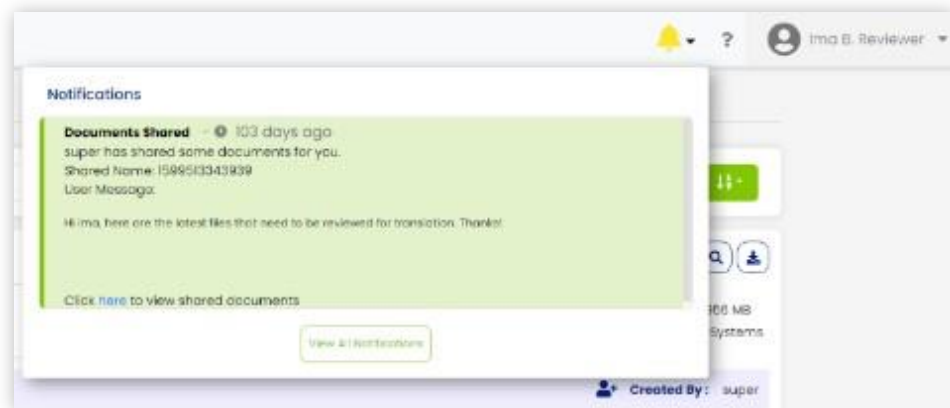 ? Ima B. Reviewer
Notifications
Documents Shared - 103 days ago
super has shared some documents for you.
Shared Name: 1599513343939
User Message:
Hi Ima, here are the latest files that need to be reviewed for translation. Thanks!
Click here to view shared documents
View All Notifications
MB
Systems
Created By: super